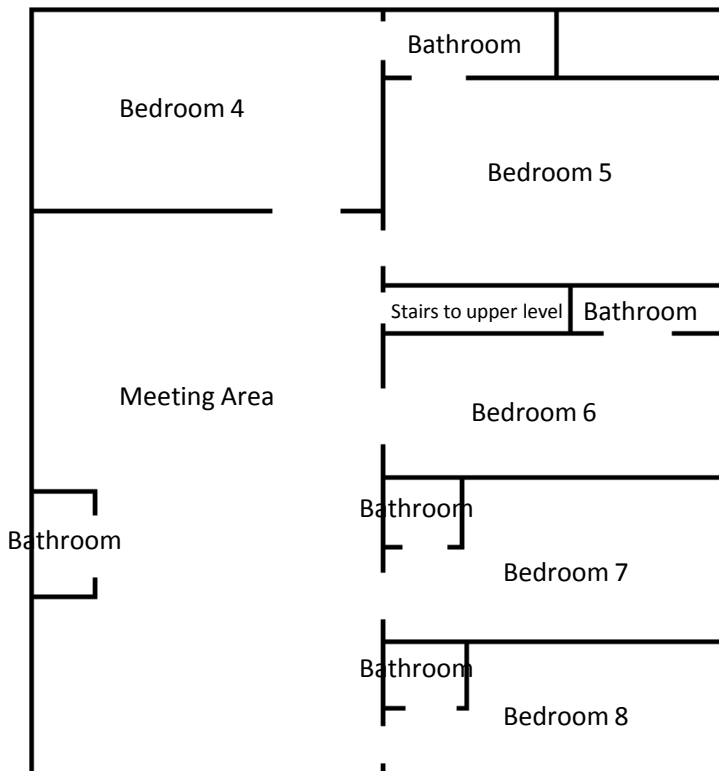 Bathroom
Bedroom 4
Bedroom 5
Stairs to upper level
Bathroom
Meeting Area
Bedroom 6
Bathroom
Bathroom
Bedroom 7
Bathroom
Bedroom 8